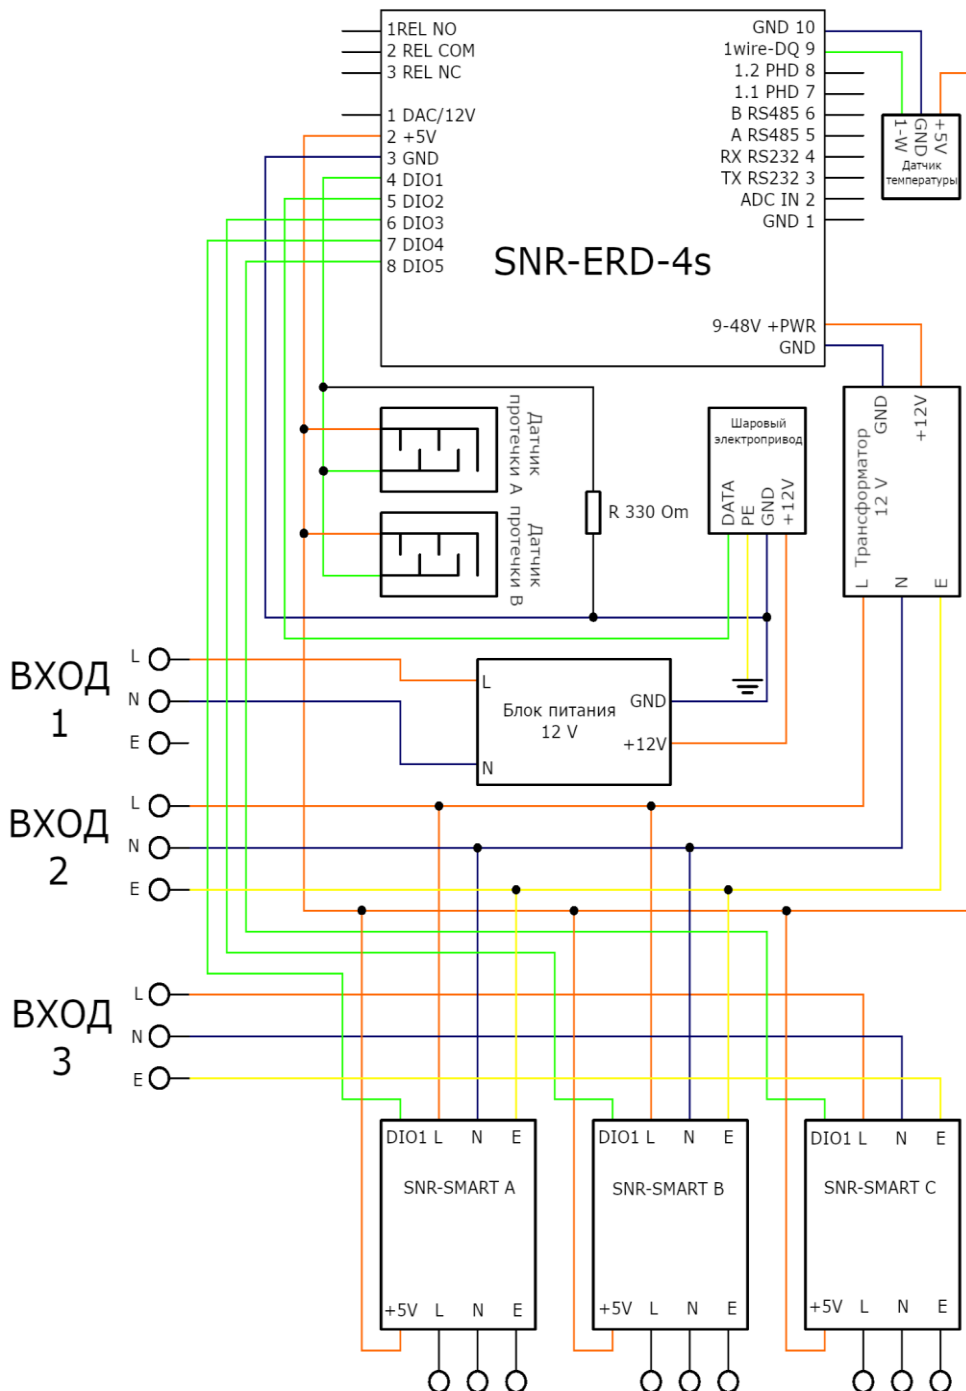 1REL NO
2 REL COM
3 REL NC
1 DAC/12V
2 +5V
3 GND
4 DIO1
5 DIO2
6 DIO3
7 DIO4
8 DIO5
GND 10
1wire-DQ 9
1.2 PHD 8
1.1 PHD 7
B RS485 6
A RS485 5
RX RS232 4
TX RS232 3
ADC IN 2
GND 1
SNR-ERD-4s
9-48V +PWR
GND
1-W
GND
+5V
Датчик
температуры
Датчик
протечки А
Датчик
протечки В
R 330 Om
Шаровый
электропривод
DATA
PE
GND
+12V
GND
+12V
Трансформатор
12 V
L
N
E
ВХОД
1
L
N
E
L
N
Блок питания
12 V
GND
+12V
ВХОД
2
L
N
E
ВХОД
3
L
N
E
DIO1 L N E
SNR-SMART A
+5V L N E
DIO1 L N E
SNR-SMART B
+5V L N E
DIO1 L N E
SNR-SMART C
+5V L N E